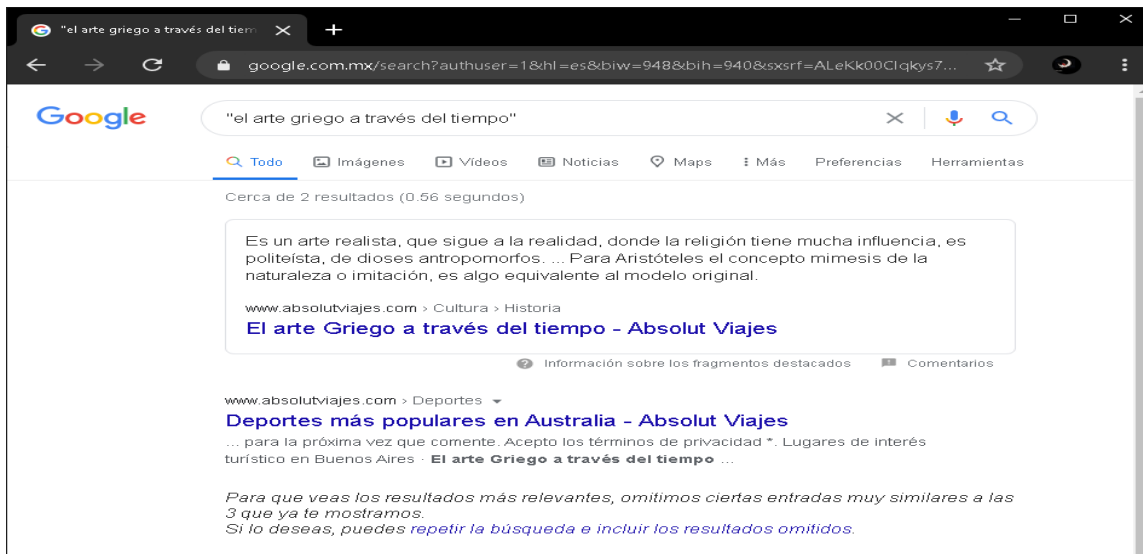 "el arte griego a través del tiem
google.com.mx/search?authuser=1&hl=es&biw=948&bih=940&sxsrf=ALeKk00Clqkys7...
Google
"el arte griego a través del tiempo"
Todo Imágenes Vídeos Noticias Maps Más Preferencias Herramientas
Cerca de 2 resultados (0.56 segundos)
Es un arte realista, que sigue a la realidad, donde la religión tiene mucha influencia, es
politeísta, de dioses antropomorfos. ... Para Aristóteles el concepto mimesis de la
naturaleza o imitación, es algo equivalente al modelo original.
www.absolutviajes.com › Cultura › Historia
El arte Griego a través del tiempo - Absolut Viajes
Información sobre los fragmentos destacados Comentarios
www.absolutviajes.com › Deportes
Deportes más populares en Australia - Absolut Viajes
... para la próxima vez que comente. Acepto los términos de privacidad *. Lugares de interés
turístico en Buenos Aires · El arte Griego a través del tiempo ...
Para que veas los resultados más relevantes, omitimos ciertas entradas muy similares a las
3 que ya te mostramos.
Si lo deseas, puedes repetir la búsqueda e incluir los resultados omitidos.